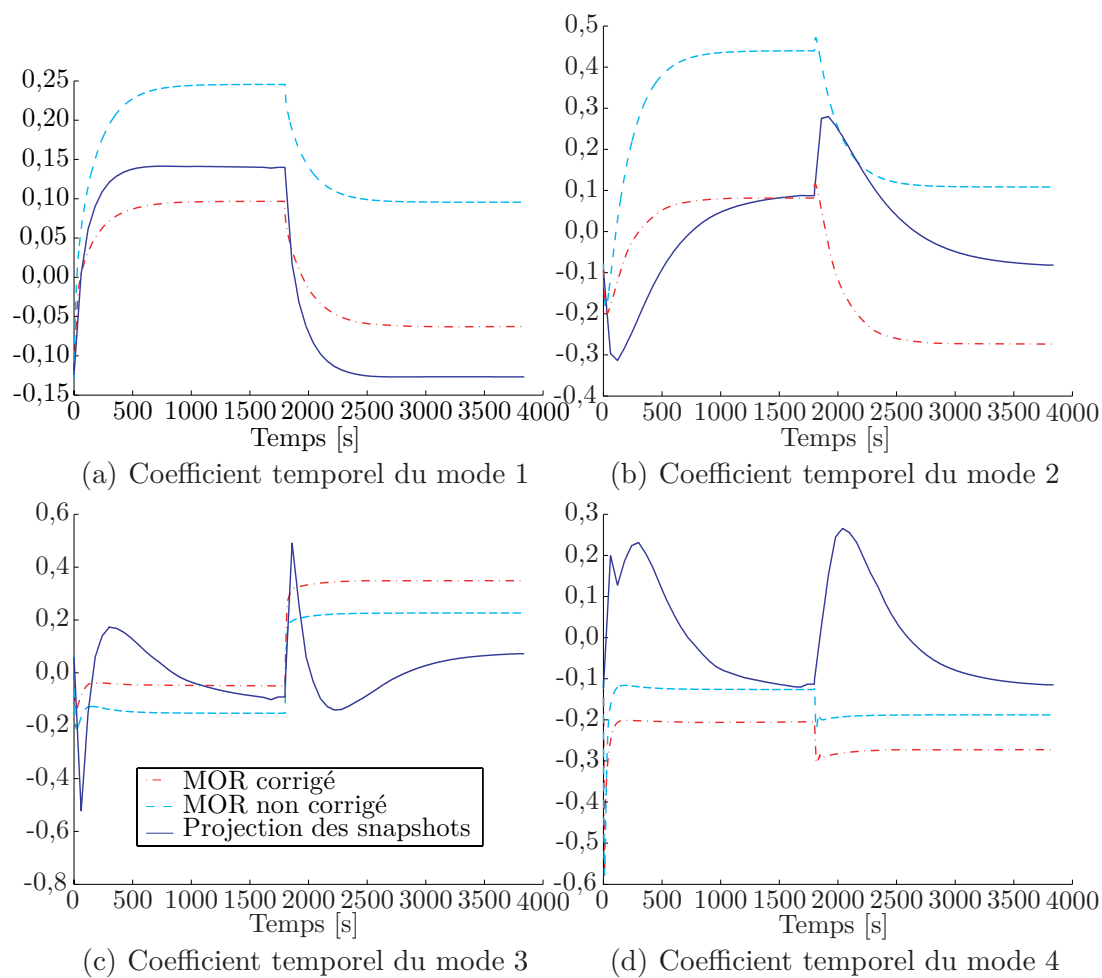 0,25
0,20
0,15
0,10
0,05
0,00
-0,05
-0,10
-0,15
0 500 1000 1500 2000 2500 3000 3500 4000
Temps [s]
(a) Coefficient temporel du mode 1
0,5
0,4
0,3
0,2
0,1
0,0
-0,1
-0,2
-0,3
-0,4
0 500 1000 1500 2000 2500 3000 3500 4000
Temps [s]
(b) Coefficient temporel du mode 2
0,6
0,4
0,2
0,0
-0,2
-0,4
-0,6
-0,8
MOR corrigé
MOR non corrigé
Projection des snapshots
0 500 1000 1500 2000 2500 3000 3500 4000
Temps [s]
(c) Coefficient temporel du mode 3
0,3
0,2
0,1
0,0
-0,1
-0,2
-0,3
-0,4
-0,5
-0,6
0 500 1000 1500 2000 2500 3000 3500 4000
Temps [s]
(d) Coefficient temporel du mode 4